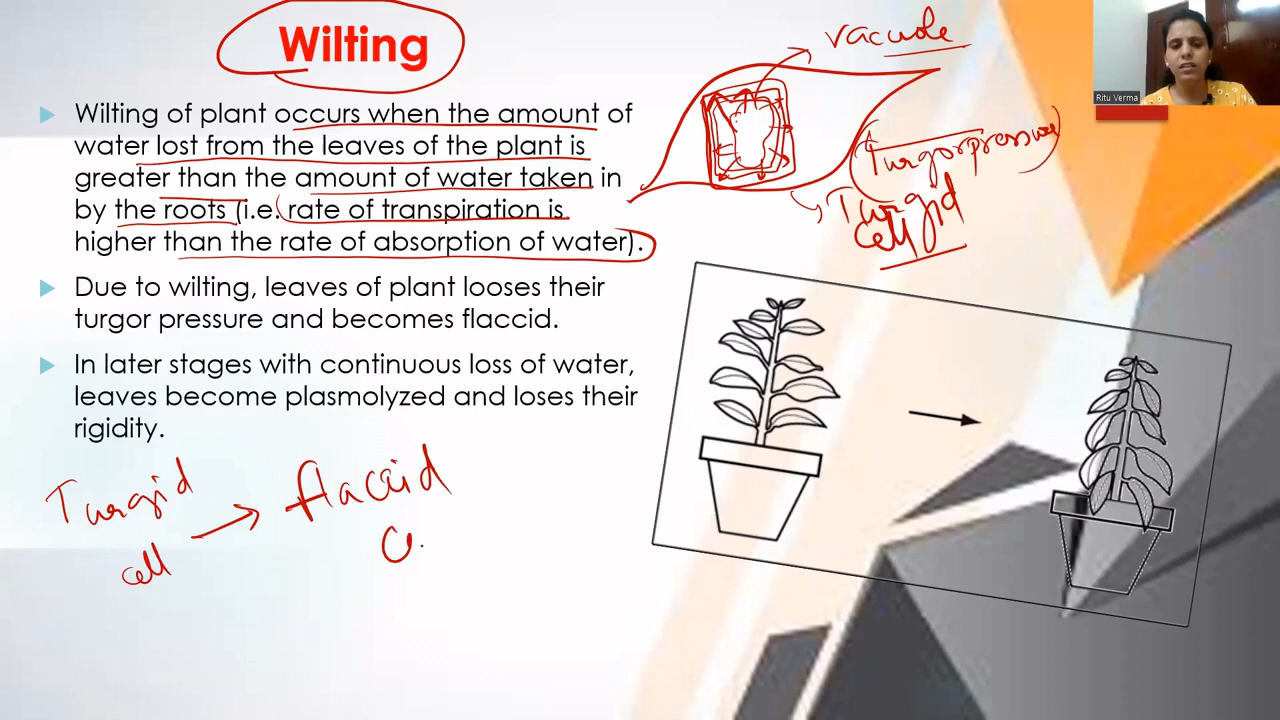 Wilting
Wilting of plant occurs when the amount of
water lost from the leaves of the plant is
greater than the amount of water taken in
by the roots (i.e. rate of transpiration is
higher than the rate of absorption of water).
Due to wilting, leaves of plant looses their
turgor pressure and becomes flaccid.
In later stages with continuous loss of water,
leaves become plasmolyzed and loses their
rigidity.
Turgid
cell
flaccid
vacuole
Turgor pressure
Turgid
cell
Ritu Verma